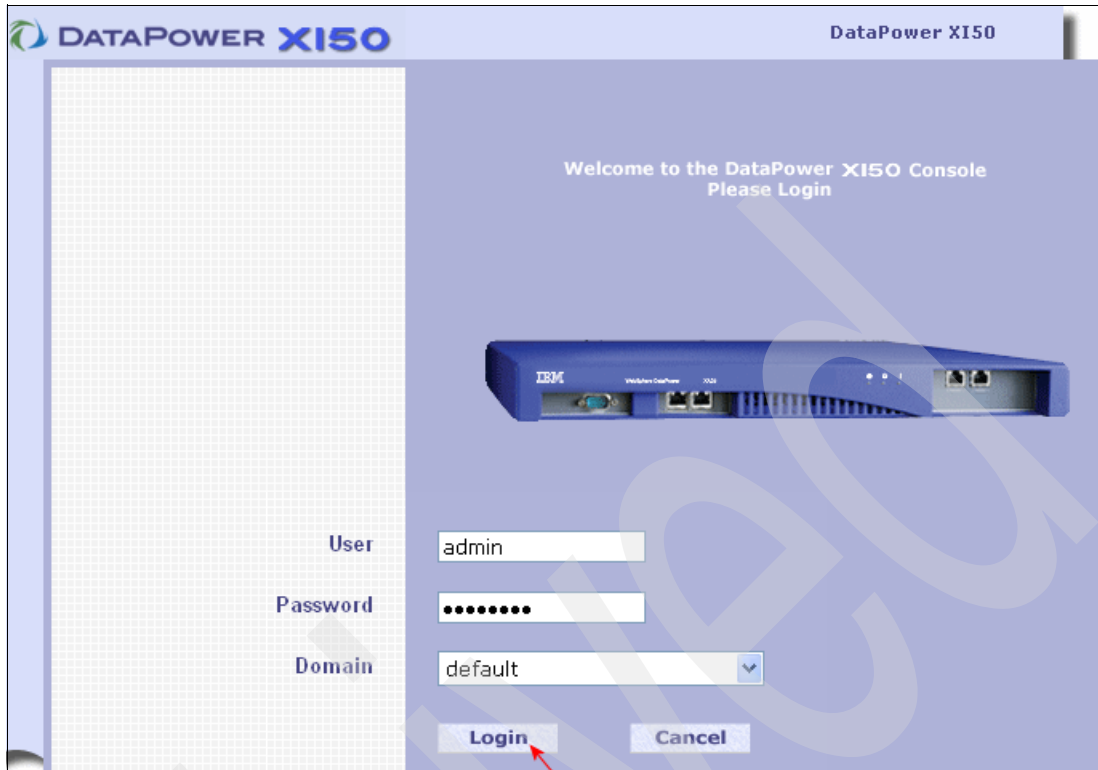 DATAPOWER XI50
DataPower XI50
Welcome to the DataPower XI50 Console
Please Login
IBM
User
admin
Password
••••••••
Domain
default
Login
Cancel